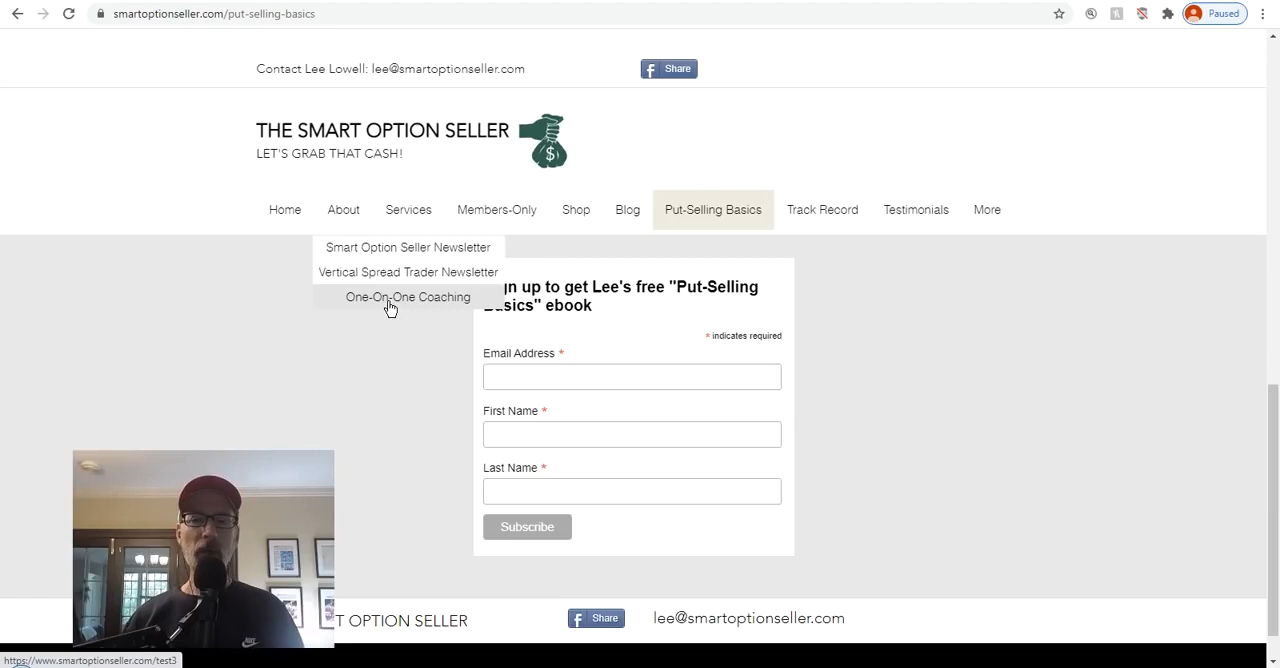 smartoptionseller.com/put-selling-basics
Paused
Contact Lee Lowell: lee@smartoptionseller.com
f Share
THE SMART OPTION SELLER
$
LET'S GRAB THAT CASH!
Home About Services Members-Only Shop Blog Put-Selling Basics Track Record Testimonials More
Smart Option Seller Newsletter
Vertical Spread Trader Newsletter
One-On-One Coaching
gn up to get Lee's free "Put-Selling
asics" ebook
* indicates required
Email Address *
First Name *
Last Name *
Subscribe
T OPTION SELLER
f Share
lee@smartoptionseller.com
https://www.smartoptionseller.com/test3